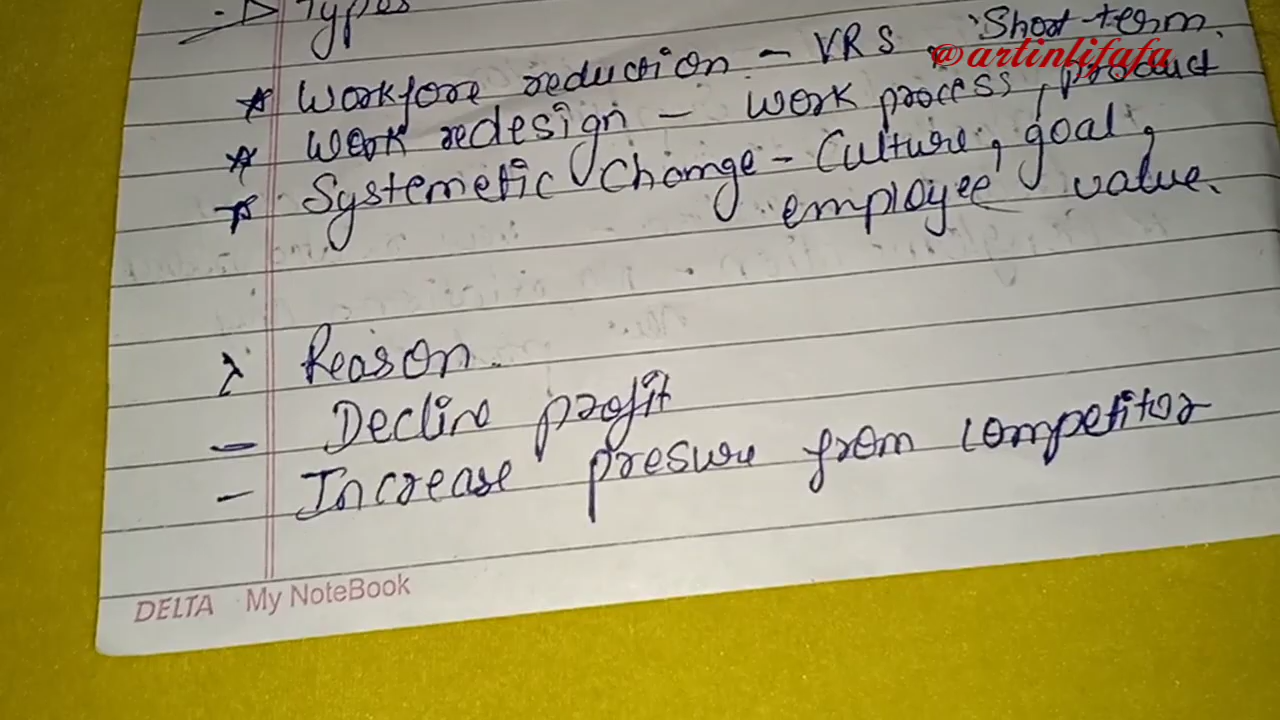 Types
Workfore reduction - VRS, Short term.
@artinlifafa
Work redesign - Work process, product
Systemetic Change - Culture, goal,
employee value.
Reason.
- Decline profit
- Increase presure from competitor
DELTA My NoteBook